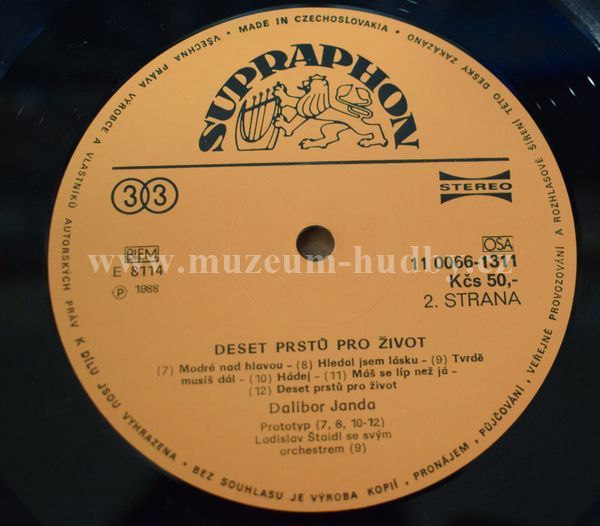 MADE IN CZECHOSLOVAKIA • VŠECHNA PRÁVA VÝROBCE A VLASTNÍKŮ AUTORSKÝCH PRÁV K DÍLU JSOU VYHRAZENA • BEZ SOUHLASU JE VÝROBA KOPIÍ, PRONÁJEM, PŮJČOVÁNÍ, VEŘEJNÉ PROVOZOVÁNÍ A ROZHLASOVÉ ŠÍŘENÍ TÉTO DESKY ZAKÁZÁNO
SUPRAPHON
33
STEREO
BIEM
E 8114
Ⓟ 1988
OSA
11 0066-1311
Kčs 50,-
2. STRANA
www.muzeum-hudby.cz
DESET PRSTŮ PRO ŽIVOT
(7) Modré nad hlavou – (8) Hledal jsem lásku – (9) Tvrdě
musíš dál – (10) Hádej – (11) Máš se líp než já –
(12) Deset prstů pro život
Dalibor Janda
Prototyp (7, 8, 10-12)
Ladislav Štaidl se svým
orchestrem (9)